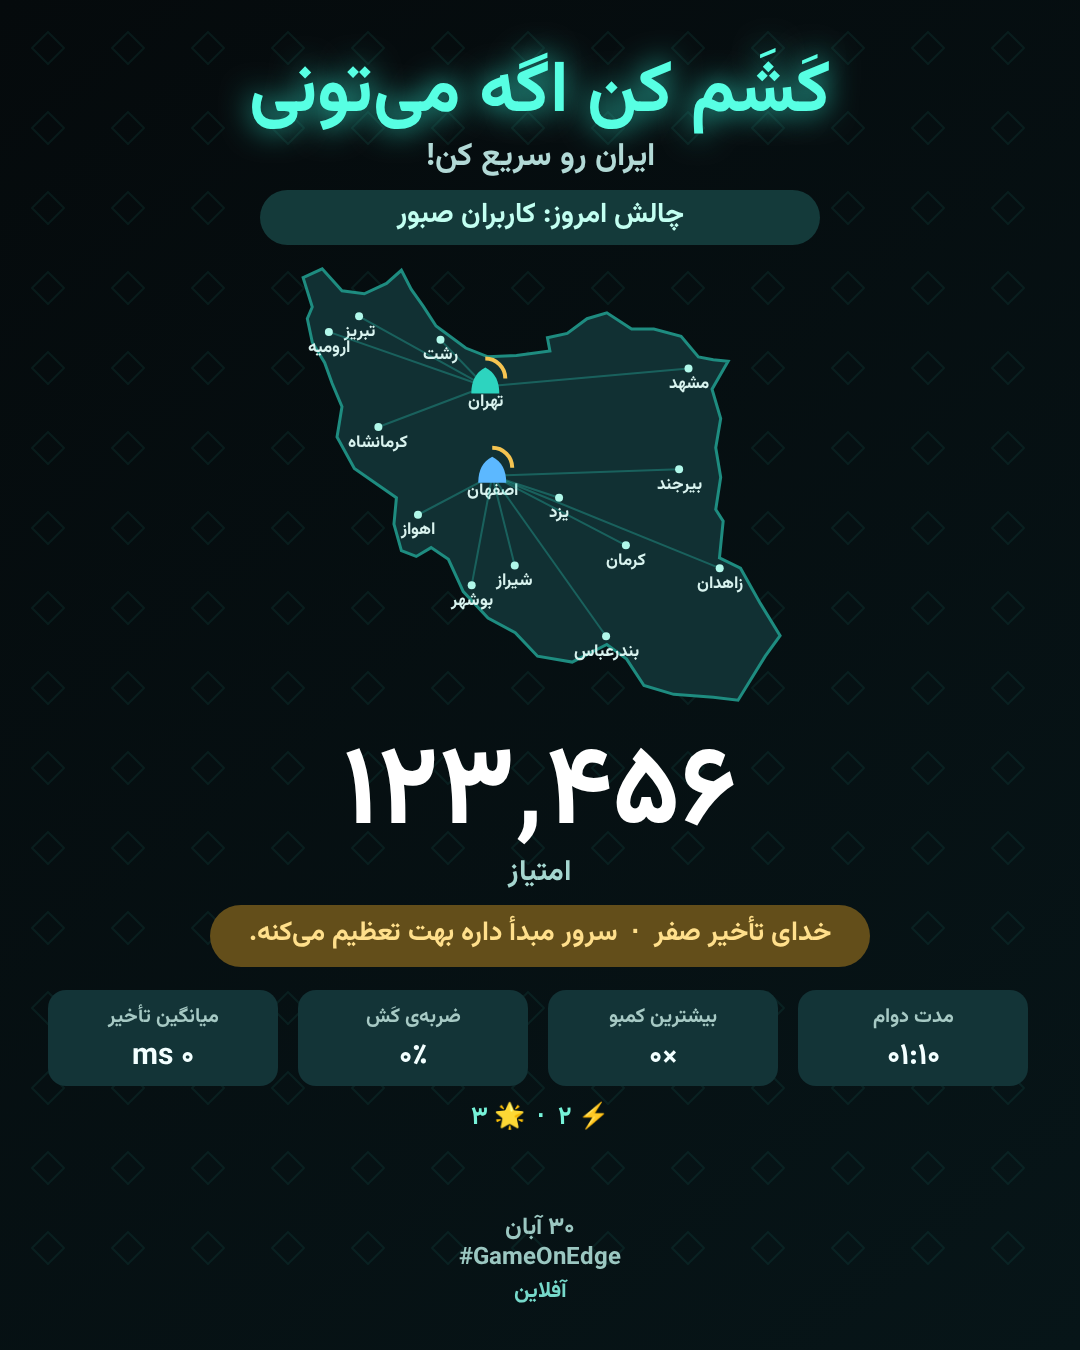 کَشَم کن اگه می‌تونی
ایران رو سریع کن!
چالش امروز: کاربران صبور
تبریز
ارومیه
رشت
مشهد
تهران
کرمانشاه
اصفهان
بیرجند
یزد
اهواز
کرمان
شیراز
زاهدان
بوشهر
بندرعباس
۱۲۳,۴۵۶
امتیاز
خدای تأخیر صفر · سرور مبدأ داره بهت تعظیم می‌کنه.
مدت دوام
۰۱:۱۰
بیشترین کمبو
۰×
ضربه‌ی کَش
۰٪
میانگین تأخیر
۰ ms
⚡ ۲ · 🌟 ۳
۳۰ آبان
#GameOnEdge
آفلاین